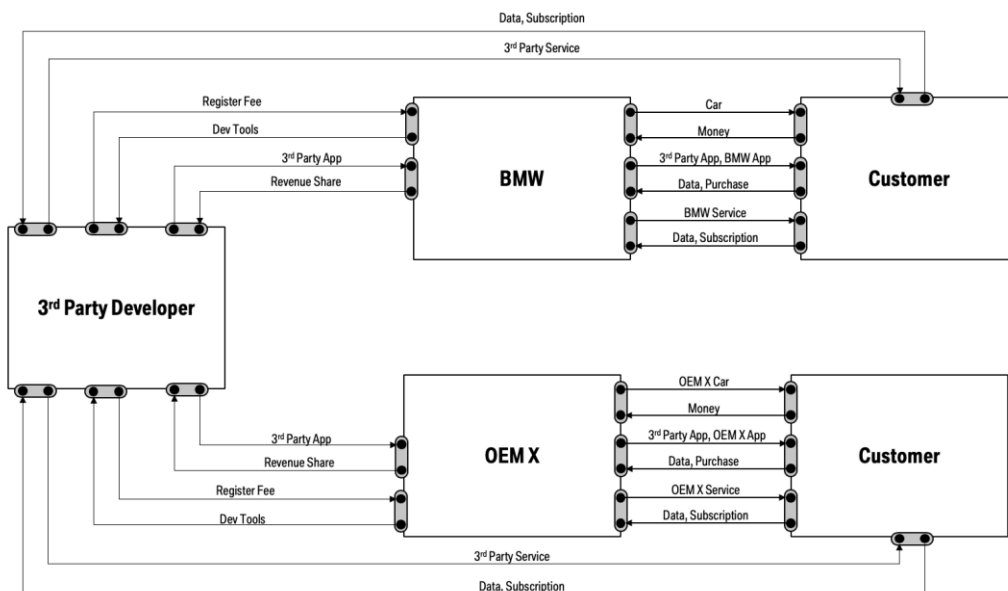 Data, Subscription
3rd Party Service
Register Fee
Dev Tools
3rd Party App
Revenue Share
BMW
Car
Money
3rd Party App, BMW App
Data, Purchase
BMW Service
Data, Subscription
Customer
3rd Party Developer
3rd Party App
Revenue Share
Register Fee
Dev Tools
OEM X
OEM X Car
Money
3rd Party App, OEM X App
Data, Purchase
OEM X Service
Data, Subscription
Customer
3rd Party Service
Data, Subscription